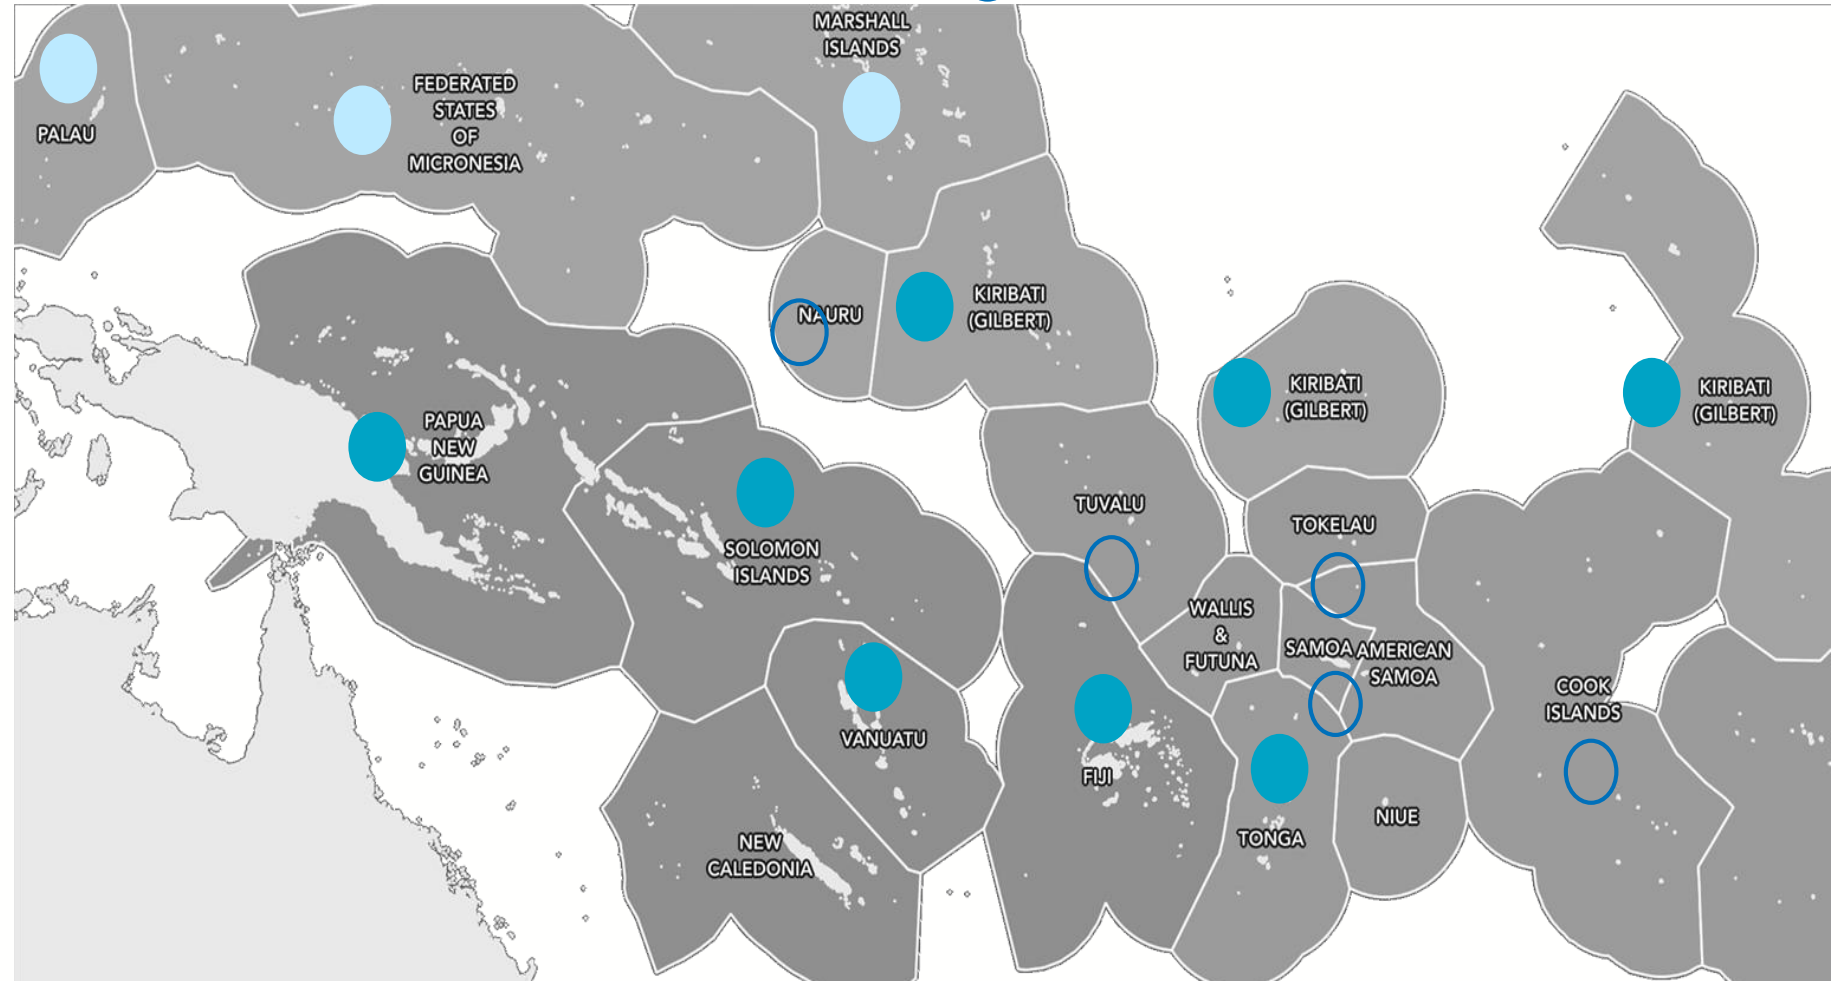 MARSHALL
ISLANDS
FEDERATED
STATES
OF
MICRONESIA
PALAU
KIRIBATI
(GILBERT)
NAURU
KIRIBATI
(GILBERT)
KIRIBATI
(GILBERT)
PAPUA
NEW
GUINEA
TUVALU
TOKELAU
SOLOMON
ISLANDS
WALLIS
&
FUTUNA
SAMOA
AMERICAN
SAMOA
COOK
ISLANDS
VANUATU
FIJI
NIUE
TONGA
NEW
CALEDONIA